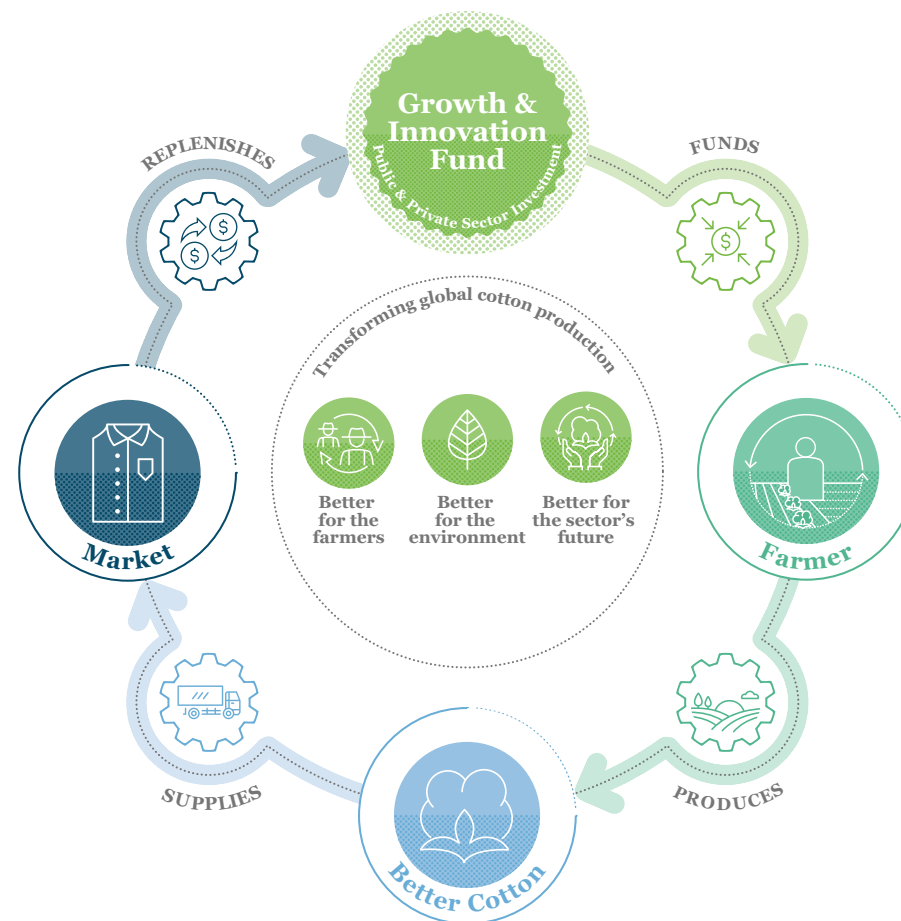 Growth &
Innovation
Fund
Public & Private Sector Investment
REPLENISHES
FUNDS
$
$
$
Transforming global cotton production
Better
for the
farmers
Better
for the
environment
Better for
the sector's
future
Market
Farmer
SUPPLIES
PRODUCES
Better Cotton